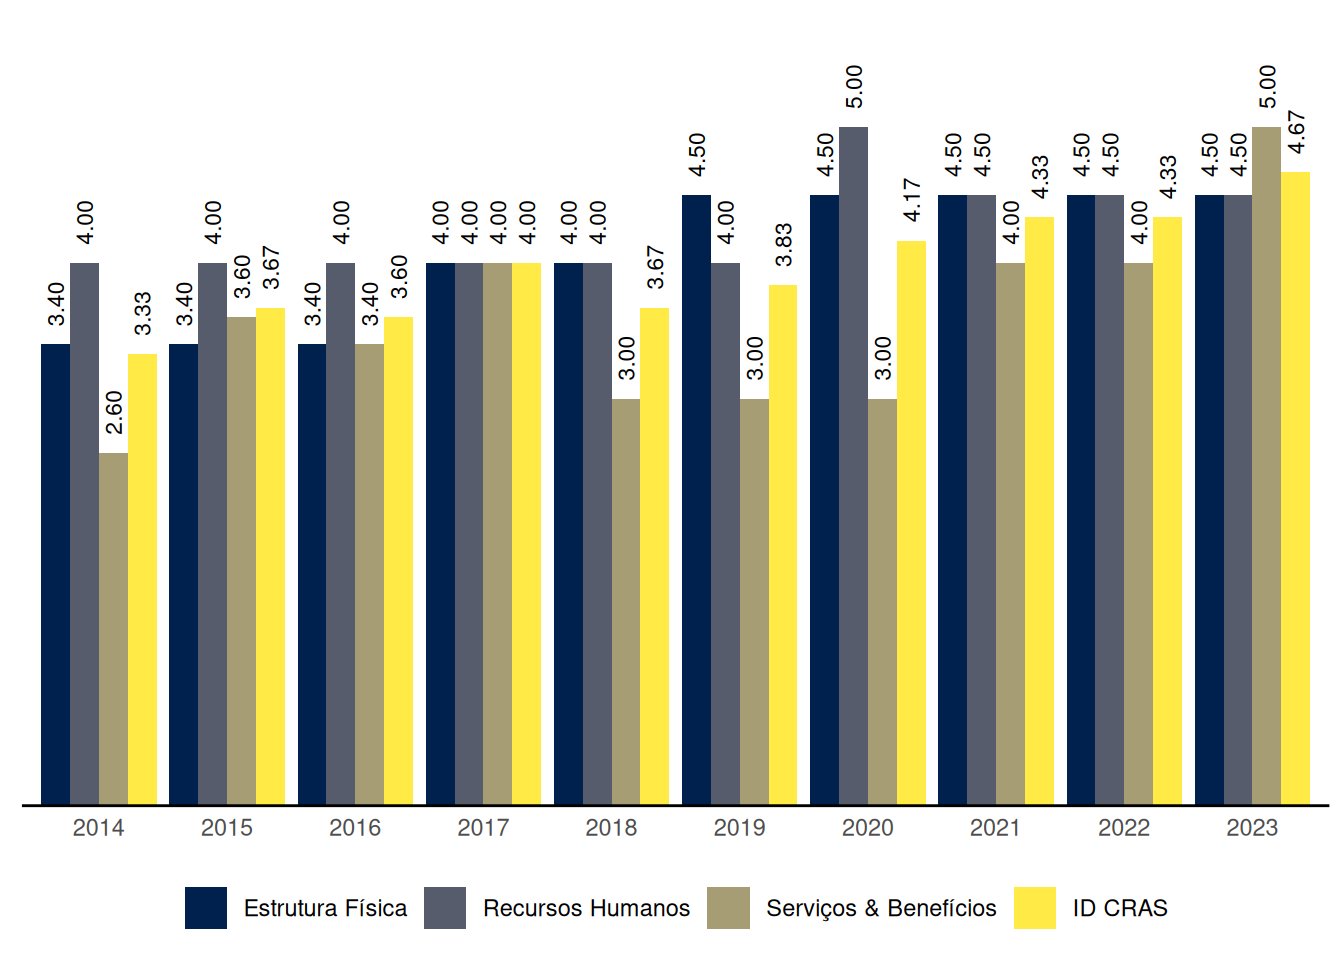 3.40 4.00 2.60 3.33
3.40 4.00 3.60 3.67
3.40 4.00 3.40 3.60
4.00 4.00 4.00 4.00
4.00 4.00 3.00 3.67
4.50 4.00 3.00 3.83
4.50 5.00 3.00 4.17
4.50 4.50 4.00 4.33
4.50 4.50 4.00 4.33
4.50 4.50 5.00 4.67
2014 2015 2016 2017 2018 2019 2020 2021 2022 2023
Estrutura Física Recursos Humanos Serviços & Benefícios ID CRAS